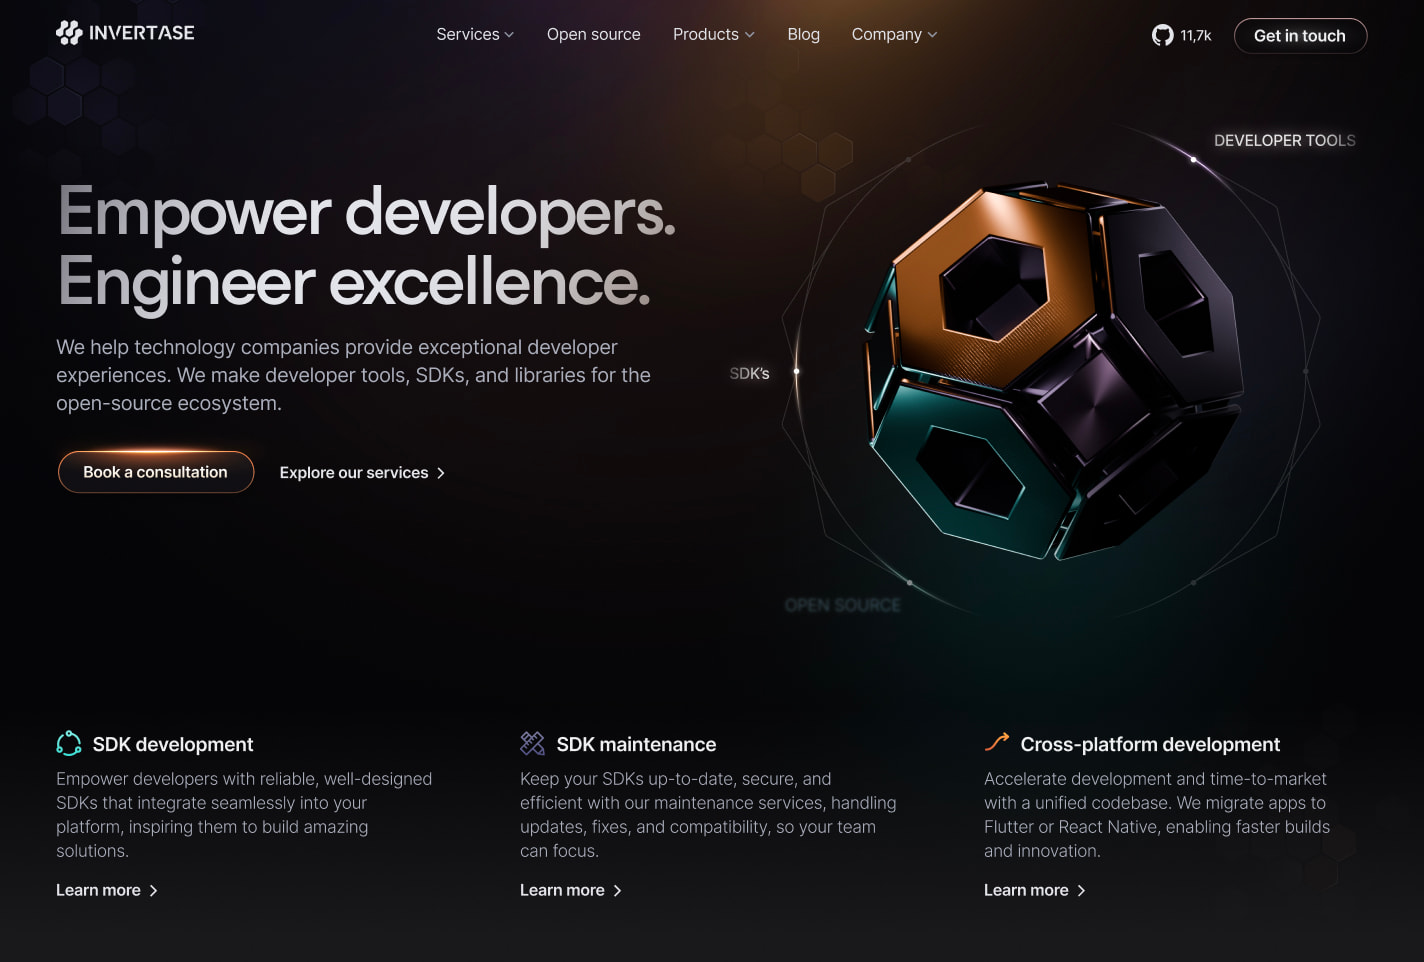 INVERTASE
Services
Open source
Products
Blog
Company
11,7k
Get in touch
DEVELOPER TOOLS
Empower developers.
Engineer excellence.
We help technology companies provide exceptional developer
experiences. We make developer tools, SDKs, and libraries for the
open-source ecosystem.
SDK's
Book a consultation
Explore our services
OPEN SOURCE
SDK development
Empower developers with reliable, well-designed
SDKs that integrate seamlessly into your
platform, inspiring them to build amazing
solutions.
Learn more
SDK maintenance
Keep your SDKs up-to-date, secure, and
efficient with our maintenance services, handling
updates, fixes, and compatibility, so your team
can focus.
Learn more
Cross-platform development
Accelerate development and time-to-market
with a unified codebase. We migrate apps to
Flutter or React Native, enabling faster builds
and innovation.
Learn more